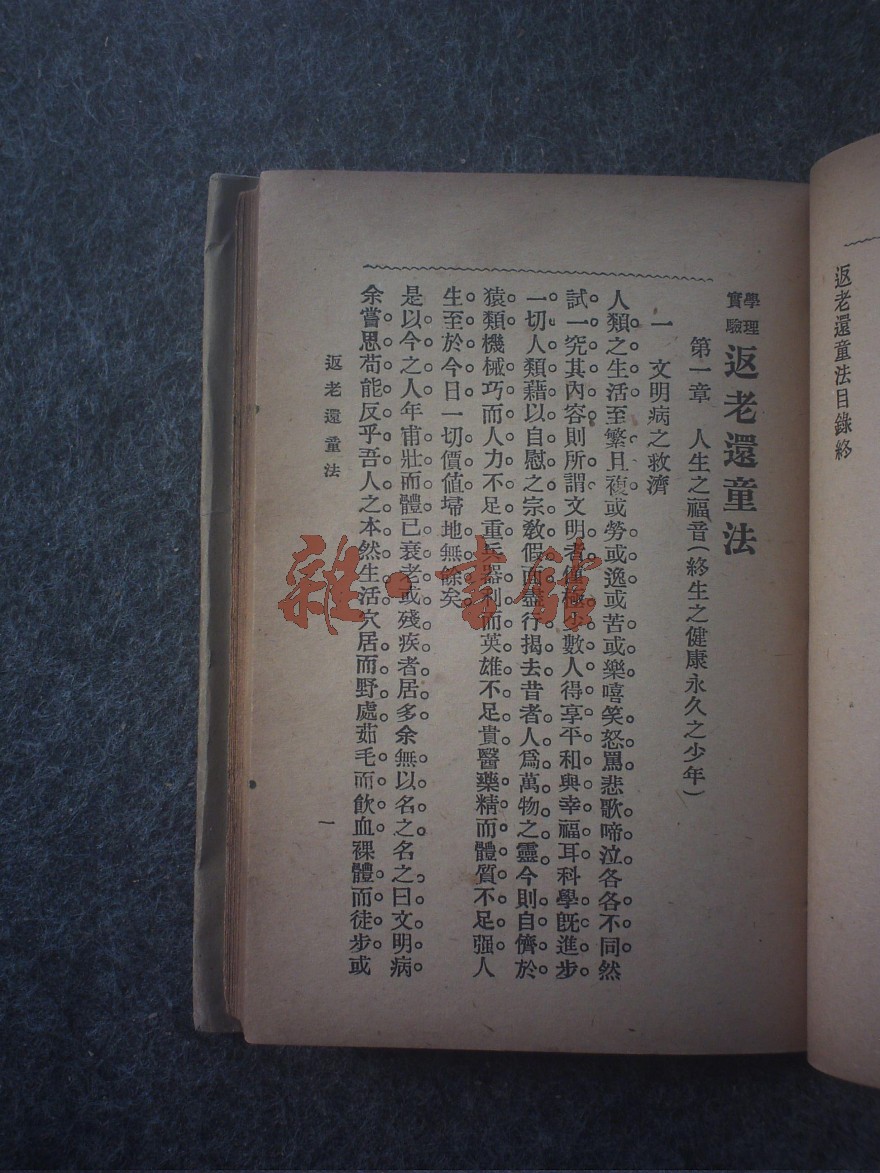 返老還童法目錄終
學理
實驗
返老還童法
第一章　人生之福音(終生之健康永久之少年)
一　文明病之救濟
人類之生活至繁且複或勞或逸或苦或樂嘻笑怒罵悲歌啼泣各各不同然
試一究其內容則所謂文明者僅極少數人得享平和與幸福耳科學旣進步
一切人類藉以自慰之宗敎假面盡行揭去昔者人爲萬物之靈今則自儕於
猿類機械巧而人力不足重兵器利而英雄不足貴醫藥精而體質不足强人
生至於今日一切價値埽地無餘矣
是以今之人年甫壯而體已衰老或殘疾者居多余無以名之名之曰文明病
余嘗思苟能反乎吾人之本然生活穴居而野處茹毛而飮血裸體而徒步或
返老還童法
一
雜·書館